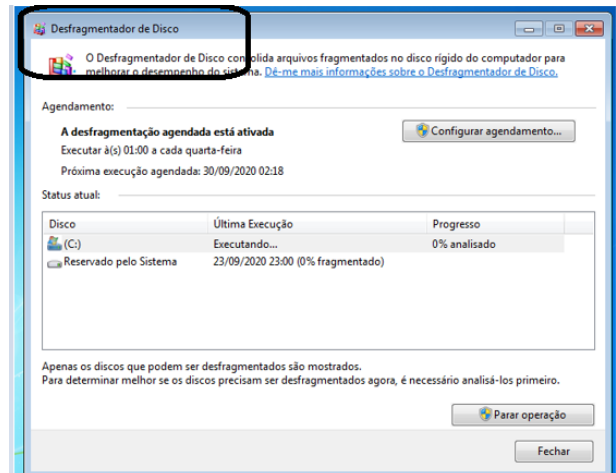 Desfragmentador de Disco
O Desfragmentador de Disco consolida arquivos fragmentados no disco rígido do computador para
melhorar o desempenho do sistema. Dê-me mais informações sobre o Desfragmentador de Disco.
Agendamento:
A desfragmentação agendada está ativada
Configurar agendamento...
Executar à(s) 01:00 a cada quarta-feira
Próxima execução agendada: 30/09/2020 02:18
Status atual:
Disco Última Execução Progresso
(C:) Executando... 0% analisado
Reservado pelo Sistema 23/09/2020 23:00 (0% fragmentado)
Apenas os discos que podem ser desfragmentados são mostrados.
Para determinar melhor se os discos precisam ser desfragmentados agora, é necessário analisá-los primeiro.
Parar operação
Fechar